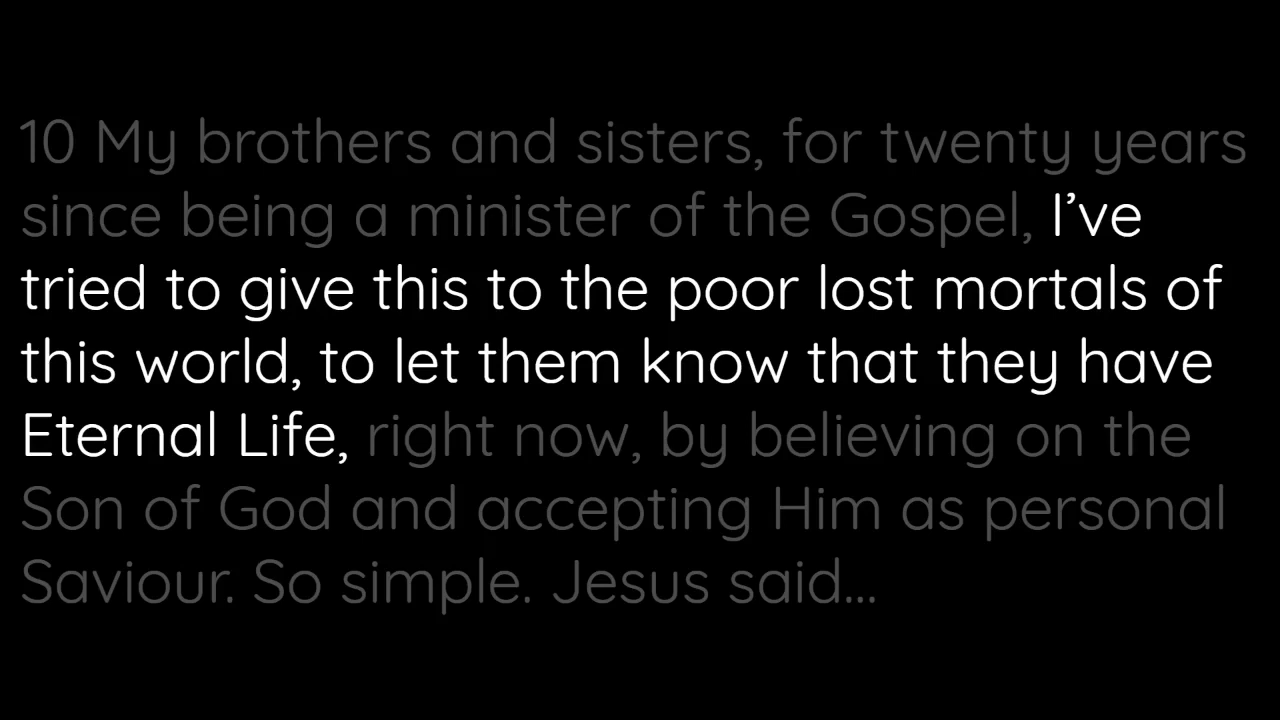 10 My brothers and sisters, for twenty years
since being a minister of the Gospel, I’ve
tried to give this to the poor lost mortals of
this world, to let them know that they have
Eternal Life, right now, by believing on the
Son of God and accepting Him as personal
Saviour. So simple. Jesus said...